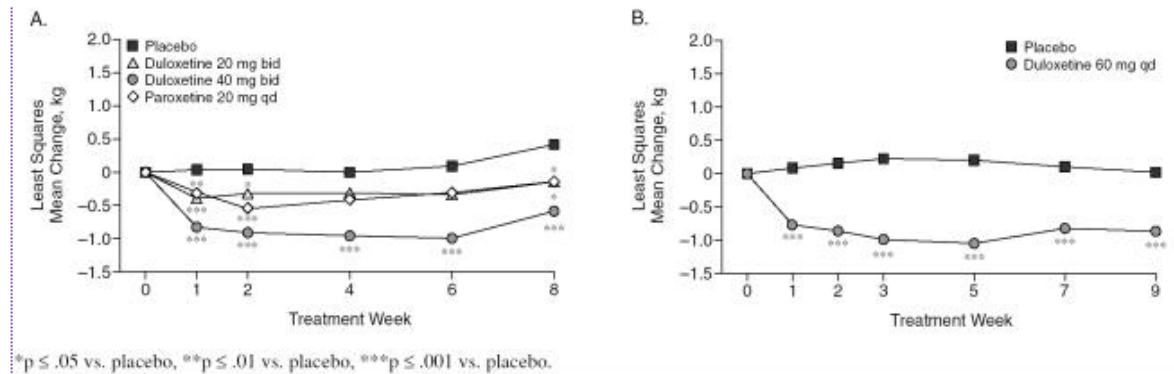 A.
2.0
1.5
1.0
0.5
0
−0.5
−1.0
−1.5
Least Squares
Mean Change, kg
Placebo
Duloxetine 20 mg bid
Duloxetine 40 mg bid
Paroxetine 20 mg qd
**
***
***
*
***
***
***
***
*
*
***
0 1 2 4 6 8
Treatment Week
B.
2.0
1.5
1.0
0.5
0
−0.5
−1.0
−1.5
Least Squares
Mean Change, kg
Placebo
Duloxetine 60 mg qd
***
***
***
***
***
***
0 1 2 3 5 7 9
Treatment Week
*p ≤ .05 vs. placebo, **p ≤ .01 vs. placebo, ***p ≤ .001 vs. placebo.